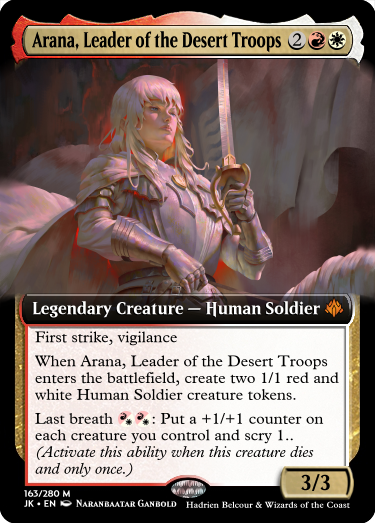 Arana, Leader of the Desert Troops 2
Legendary Creature — Human Soldier
First strike, vigilance
When Arana, Leader of the Desert Troops
enters the battlefield, create two 1/1 red and
white Human Soldier creature tokens.
Last breath : Put a +1/+1 counter on
each creature you control and scry 1..
(Activate this ability when this creature dies
and only once.)
3/3
163/280 M
JK • EN Naranbaatar Ganbold
Hadrien Belcour & Wizards of the Coast